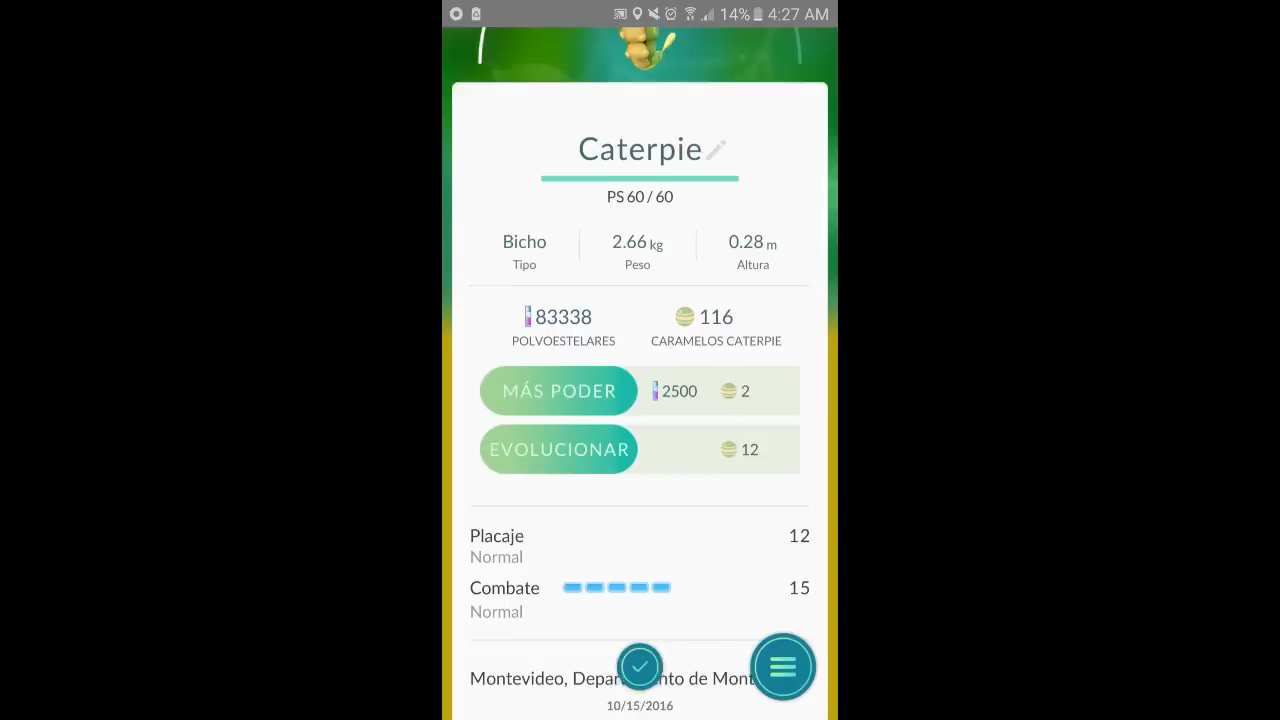 14% 4:27 AM
Caterpie
PS 60 / 60
Bicho 2.66 kg 0.28 m
Tipo Peso Altura
83338 116
POLVOESTELARES CARAMELOS CATERPIE
MÁS PODER 2500 2
EVOLUCIONAR 12
Placaje 12
Normal
Combate 15
Normal
Montevideo, Depar nto de Mont
10/15/2016